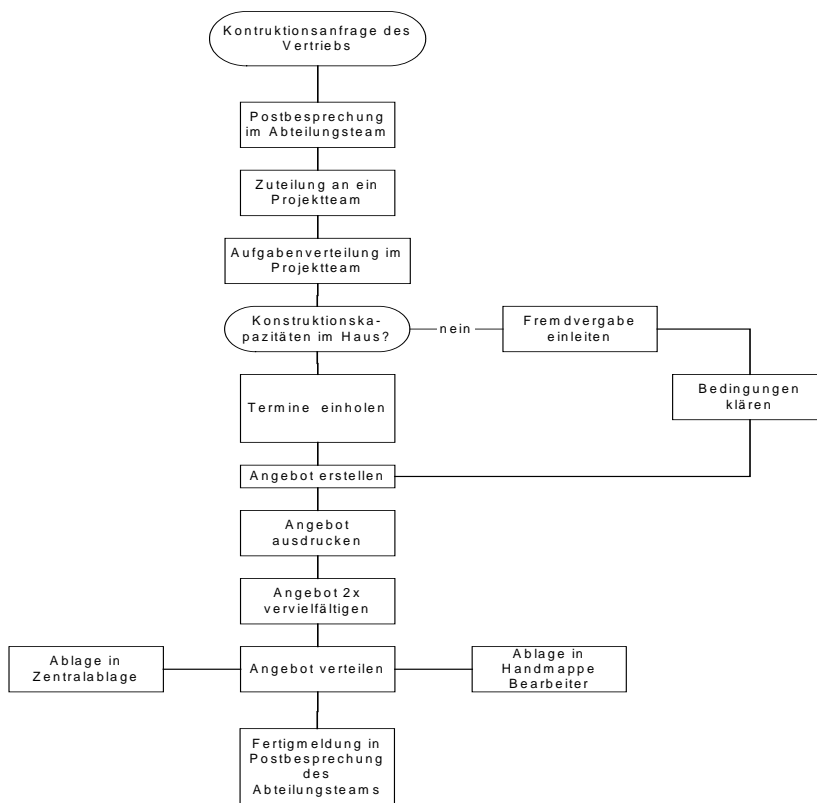 Kontruktionsanfrage des
Vertriebs
Postbesprechung
im Abteilungsteam
Zuteilung an ein
Projektteam
Aufgabenverteilung im
Projektteam
Konstruktionska-
pazitäten im Haus?
nein
Fremdvergabe
einleiten
Termine einholen
Bedingungen
klären
Angebot erstellen
Angebot
ausdrucken
Angebot 2x
vervielfältigen
Ablage in
Zentralablage
Angebot verteilen
Ablage in
Handmappe
Bearbeiter
Fertigmeldung in
Postbesprechung
des
Abteilungsteams